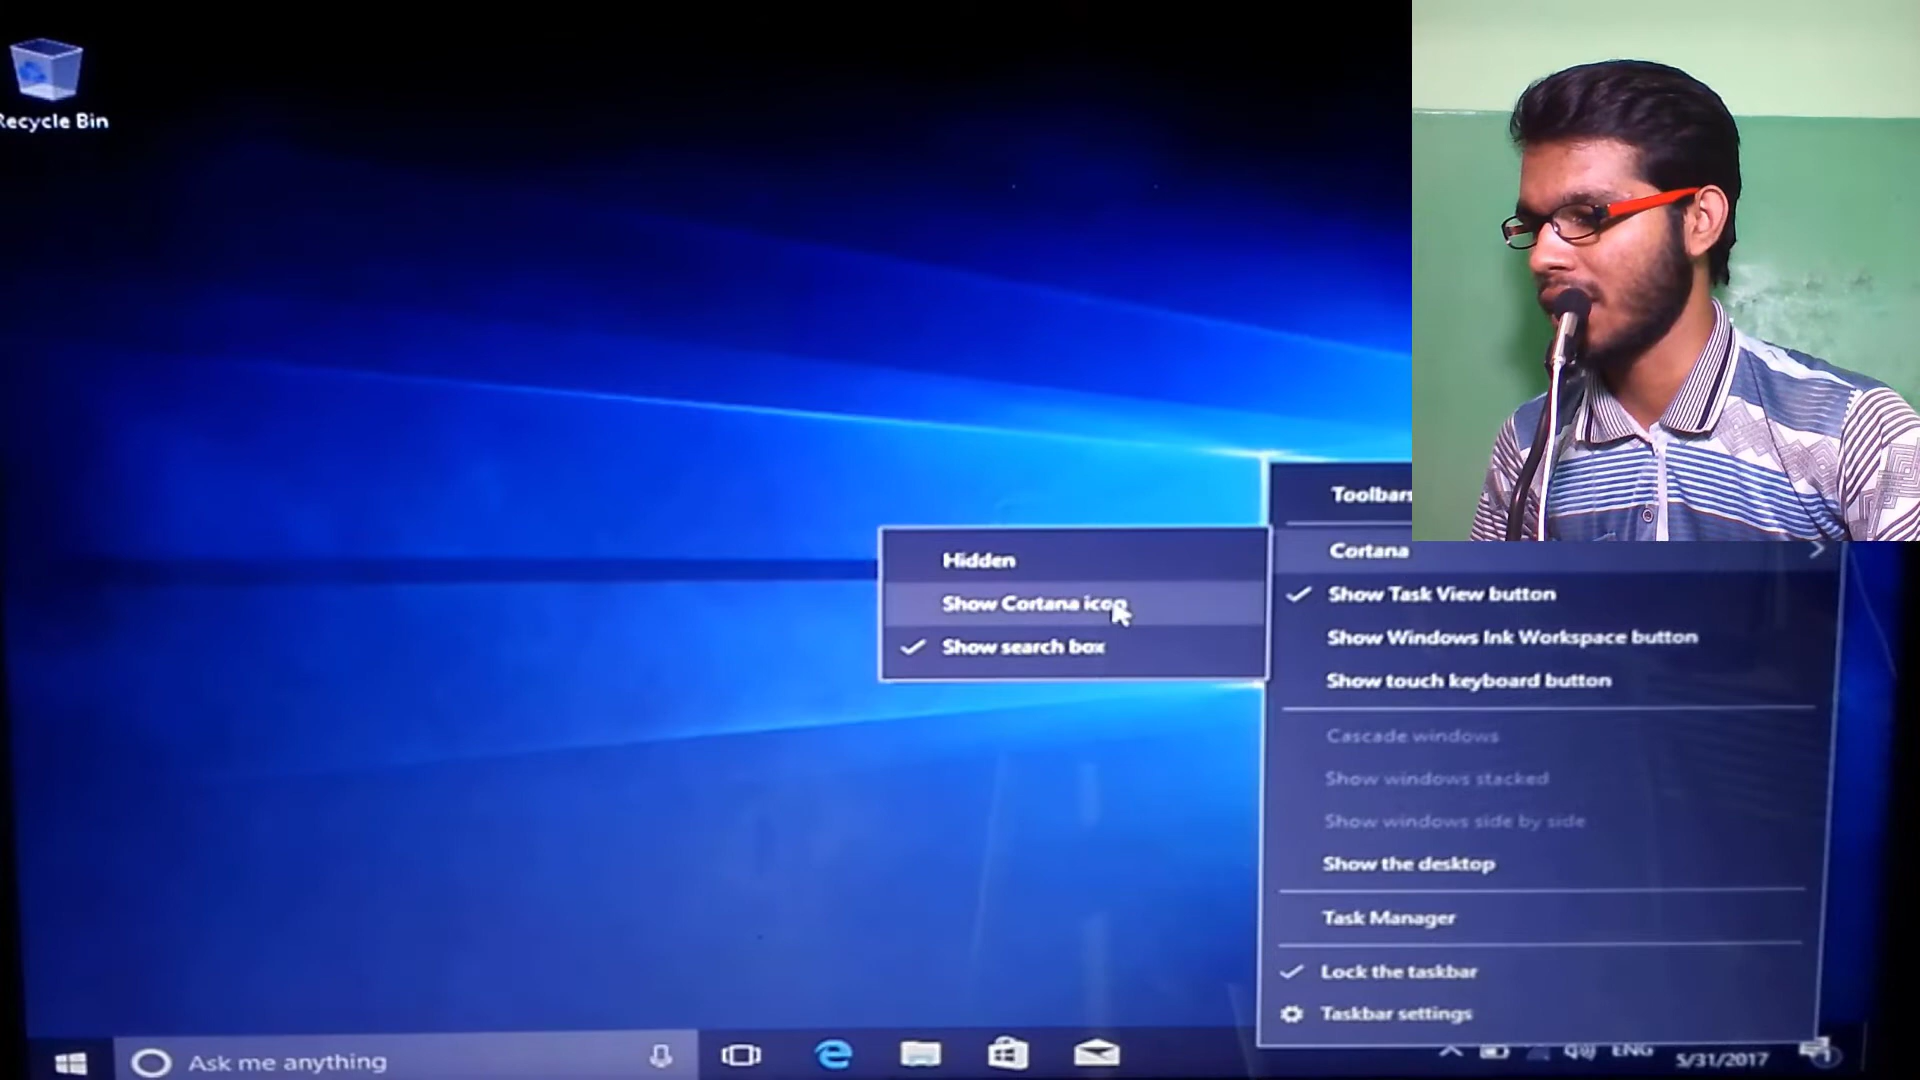 Recycle Bin
Toolbars
Cortana
Hidden
Show Cortana icon
Show search box
Show Task View button
Show Windows Ink Workspace button
Show touch keyboard button
Cascade windows
Show windows stacked
Show windows side by side
Show the desktop
Task Manager
Lock the taskbar
Taskbar settings
Ask me anything
ENG
5/31/2017
1